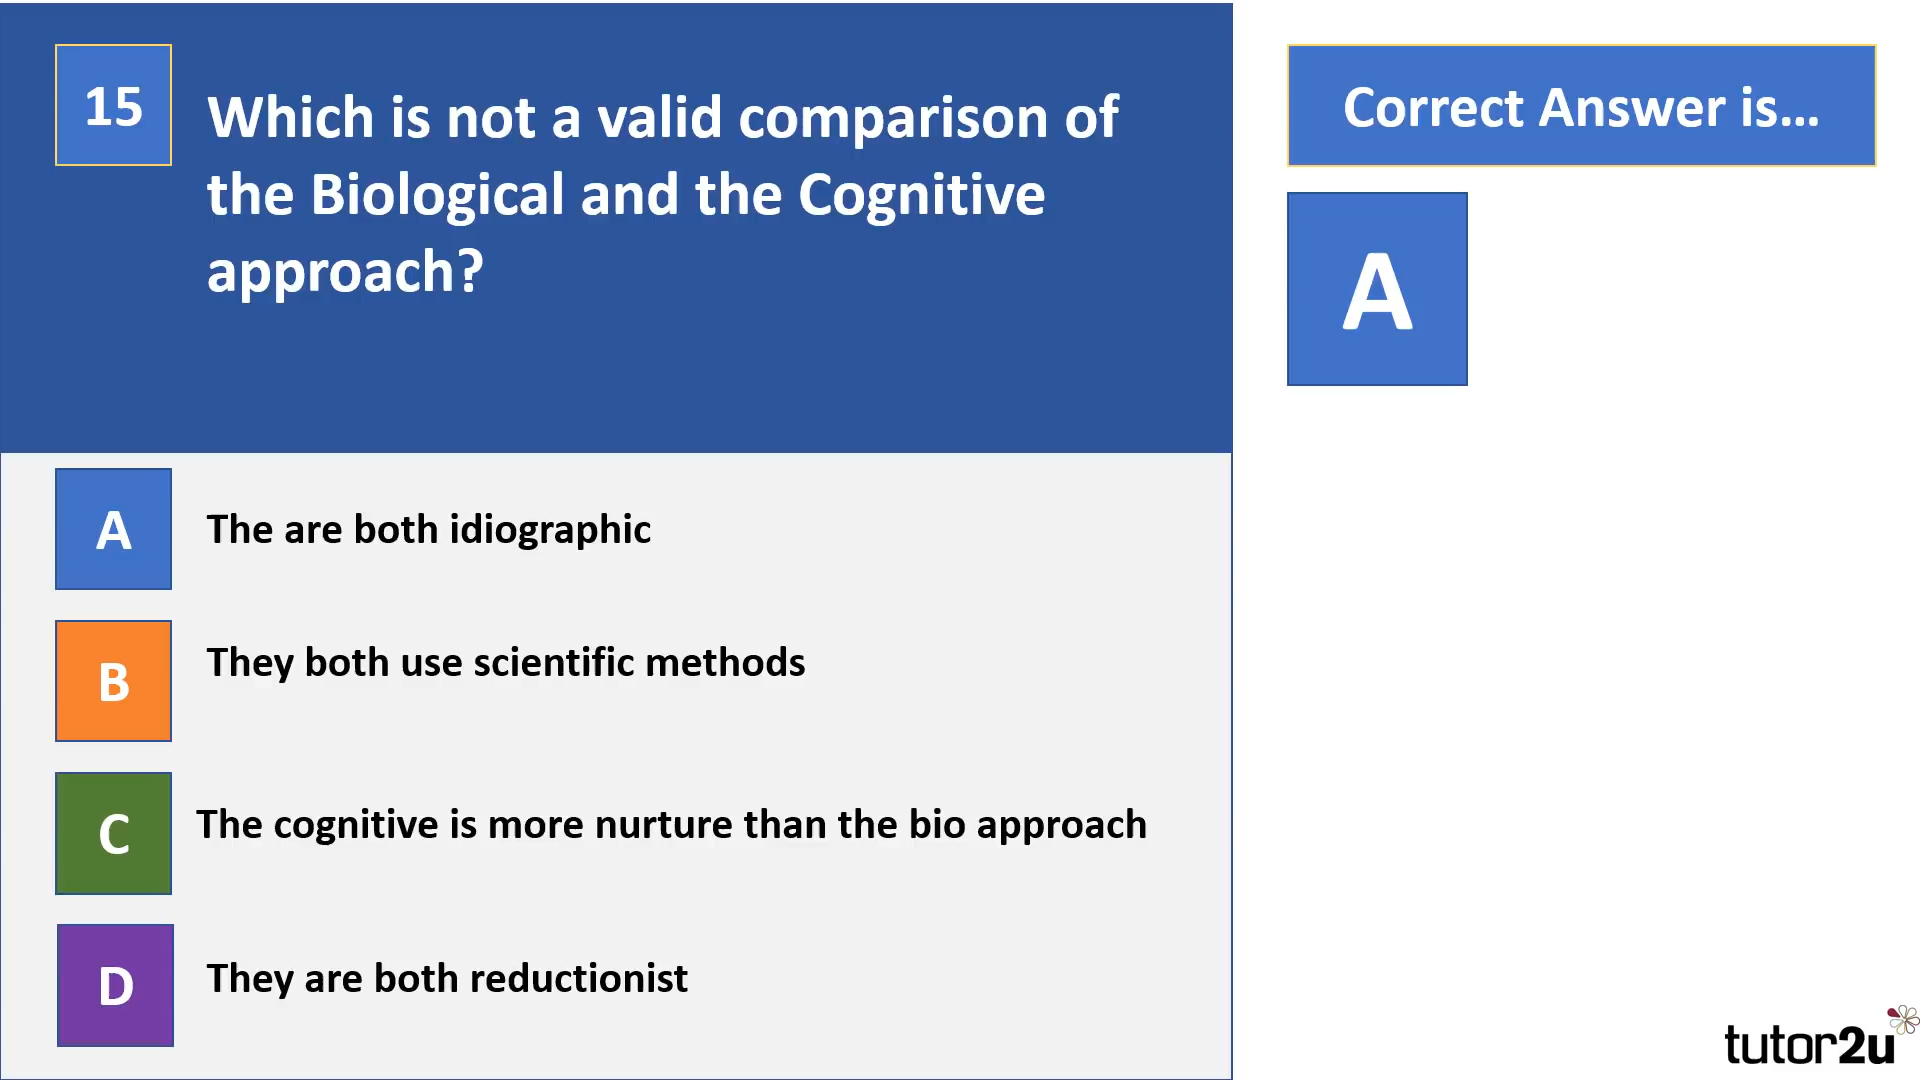 15
Which is not a valid comparison of
the Biological and the Cognitive
approach?
A
The are both idiographic
B
They both use scientific methods
C
The cognitive is more nurture than the bio approach
D
They are both reductionist
Correct Answer is...
A
tutor2u